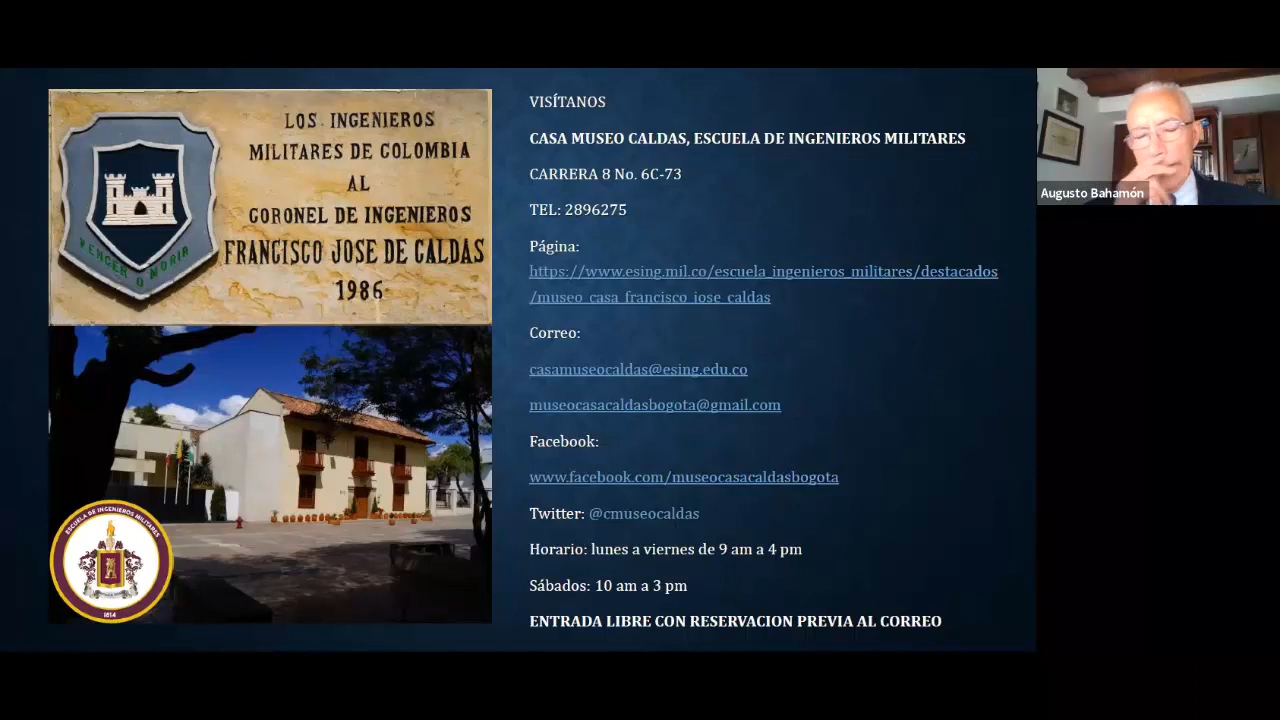 LOS INGENIEROS
MILITARES DE COLOMBIA
AL
CORONEL DE INGENIEROS
FRANCISCO JOSE DE CALDAS
1986
VENCER O MORIR
ESCUELA DE INGENIEROS MILITARES
1814
VISÍTANOS
CASA MUSEO CALDAS, ESCUELA DE INGENIEROS MILITARES
CARRERA 8 No. 6C-73
TEL: 2896275
Página:
https://www.esing.mil.co/escuela_ingenieros_militares/destacados
/museo_casa_francisco_jose_caldas
Correo:
casamuseocaldas@esing.edu.co
museocasacaldasbogota@gmail.com
Facebook:
www.facebook.com/museocasacaldasbogota
Twitter: @cmuseocaldas
Horario: lunes a viernes de 9 am a 4 pm
Sábados: 10 am a 3 pm
ENTRADA LIBRE CON RESERVACION PREVIA AL CORREO
Augusto Bahamón